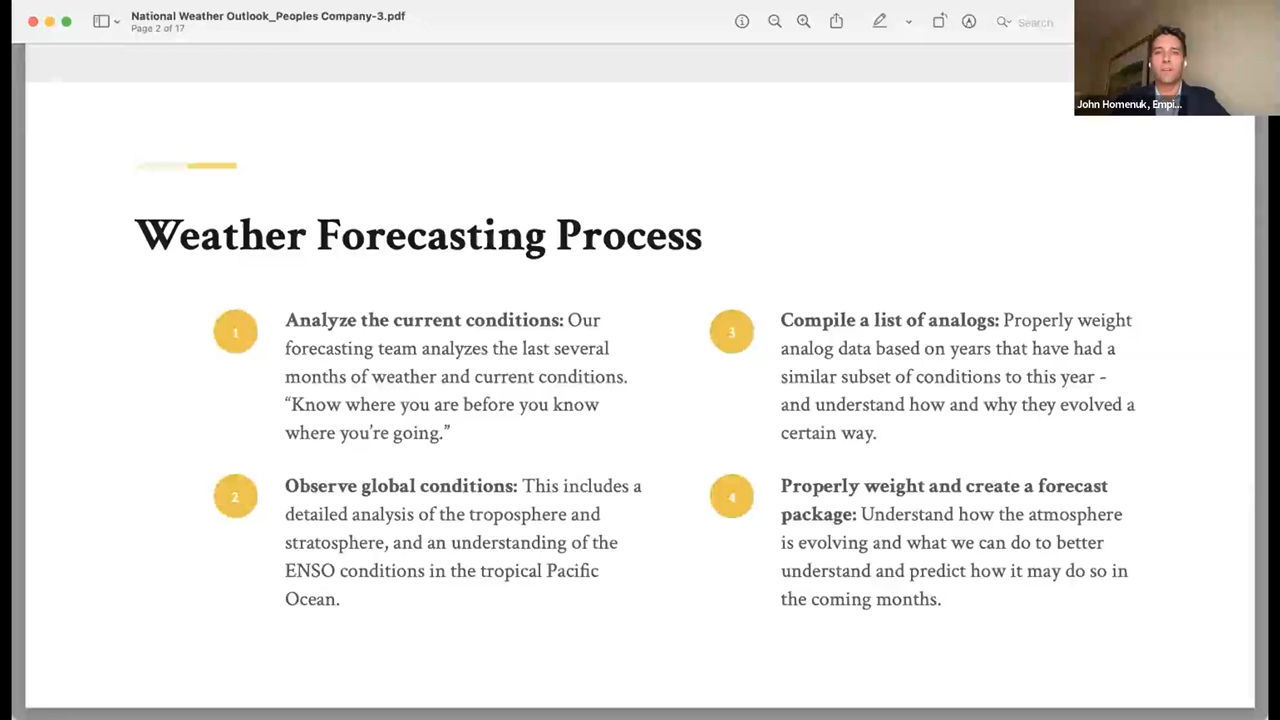 National Weather Outlook_Peoples Company-3.pdf
Page 2 of 17
Search
John Homenuk, Empi...
Weather Forecasting Process
1
Analyze the current conditions: Our
forecasting team analyzes the last several
months of weather and current conditions.
“Know where you are before you know
where you’re going.”
2
Observe global conditions: This includes a
detailed analysis of the troposphere and
stratosphere, and an understanding of the
ENSO conditions in the tropical Pacific
Ocean.
3
Compile a list of analogs: Properly weight
analog data based on years that have had a
similar subset of conditions to this year -
and understand how and why they evolved a
certain way.
4
Properly weight and create a forecast
package: Understand how the atmosphere
is evolving and what we can do to better
understand and predict how it may do so in
the coming months.